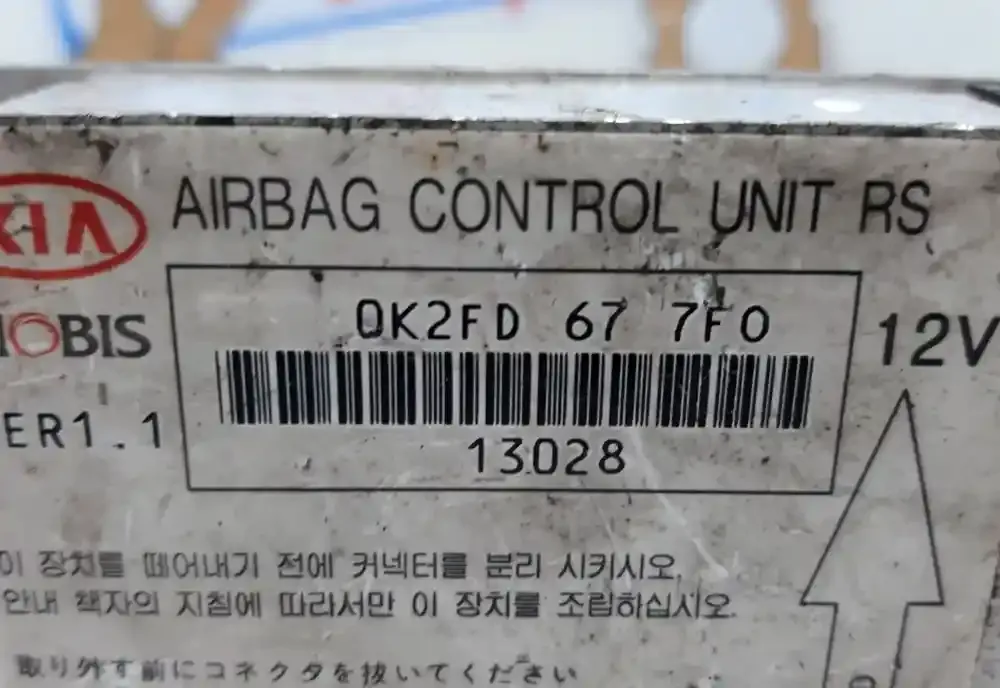 KIA AIRBAG CONTROL UNIT RS
0K2FD 67 7F0
MOBIS
12V
ER1.1
13028
이 장치를 떼어내기 전에 커넥터를 분리 시키시오.
안내 책자의 지침에 따라서만 이 장치를 조립하십시오.
取り外す前にコネクタを抜いてください